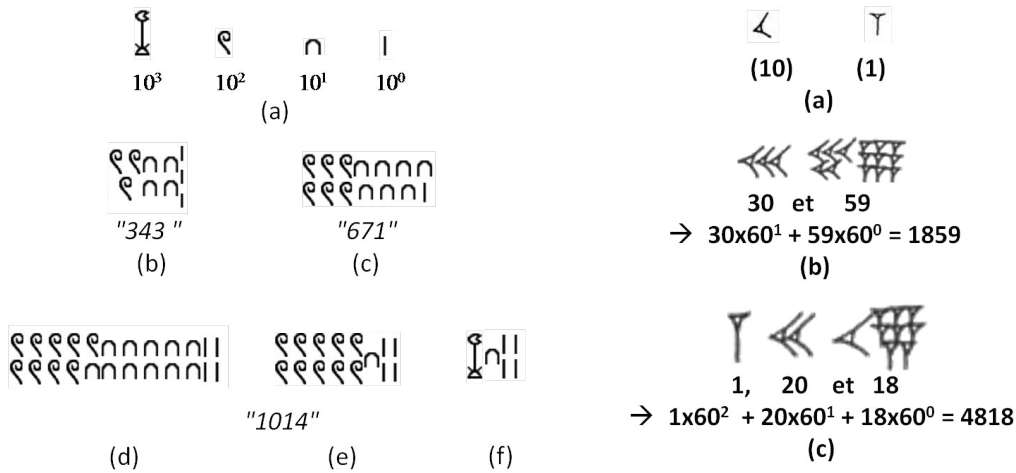 10³ 10² 10¹ 10⁰
(a)
"343 " "671"
(b) (c)
"1014"
(d) (e) (f)
(10) (1)
(a)
30 et 59
→ 30x60¹ + 59x60⁰ = 1859
(b)
1, 20 et 18
→ 1x60² + 20x60¹ + 18x60⁰ = 4818
(c)